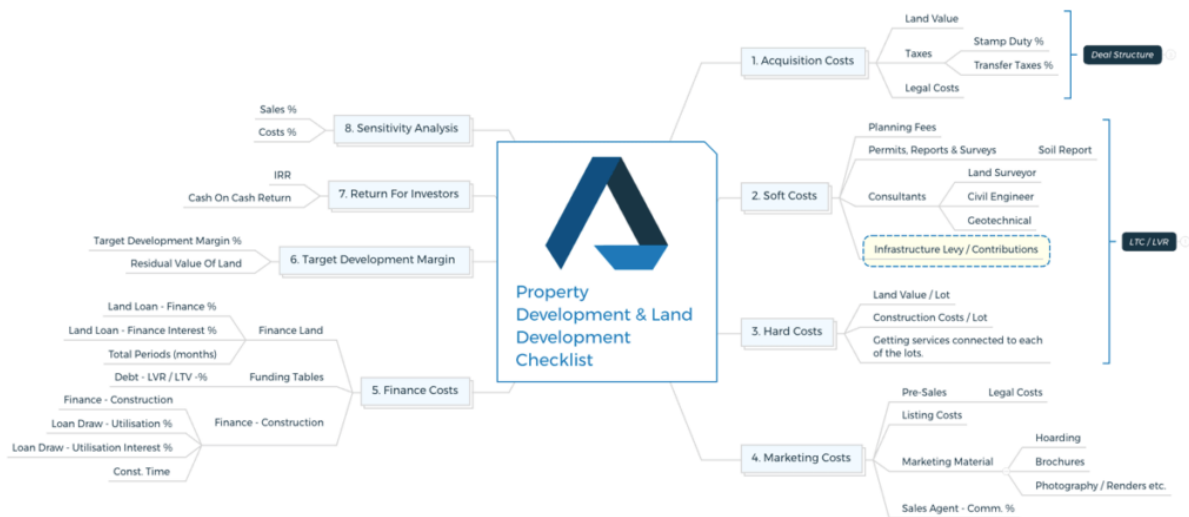 Property
Development & Land
Development
Checklist
1. Acquisition Costs
Land Value
Taxes
Stamp Duty %
Transfer Taxes %
Legal Costs
Deal Structure
2. Soft Costs
Planning Fees
Permits, Reports & Surveys
Soil Report
Consultants
Land Surveyor
Civil Engineer
Geotechnical
Infrastructure Levy / Contributions
LTC / LVR
3. Hard Costs
Land Value / Lot
Construction Costs / Lot
Getting services connected to each
of the lots.
4. Marketing Costs
Pre-Sales
Legal Costs
Listing Costs
Marketing Material
Hoarding
Brochures
Photography / Renders etc.
Sales Agent - Comm. %
5. Finance Costs
Finance Land
Land Loan - Finance %
Land Loan - Finance Interest %
Total Periods (months)
Funding Tables
Debt - LVR / LTV -%
Finance - Construction
Finance - Construction
Loan Draw - Utilisation %
Loan Draw - Utilisation Interest %
Const. Time
6. Target Development Margin
Target Development Margin %
Residual Value Of Land
7. Return For Investors
IRR
Cash On Cash Return
8. Sensitivity Analysis
Sales %
Costs %